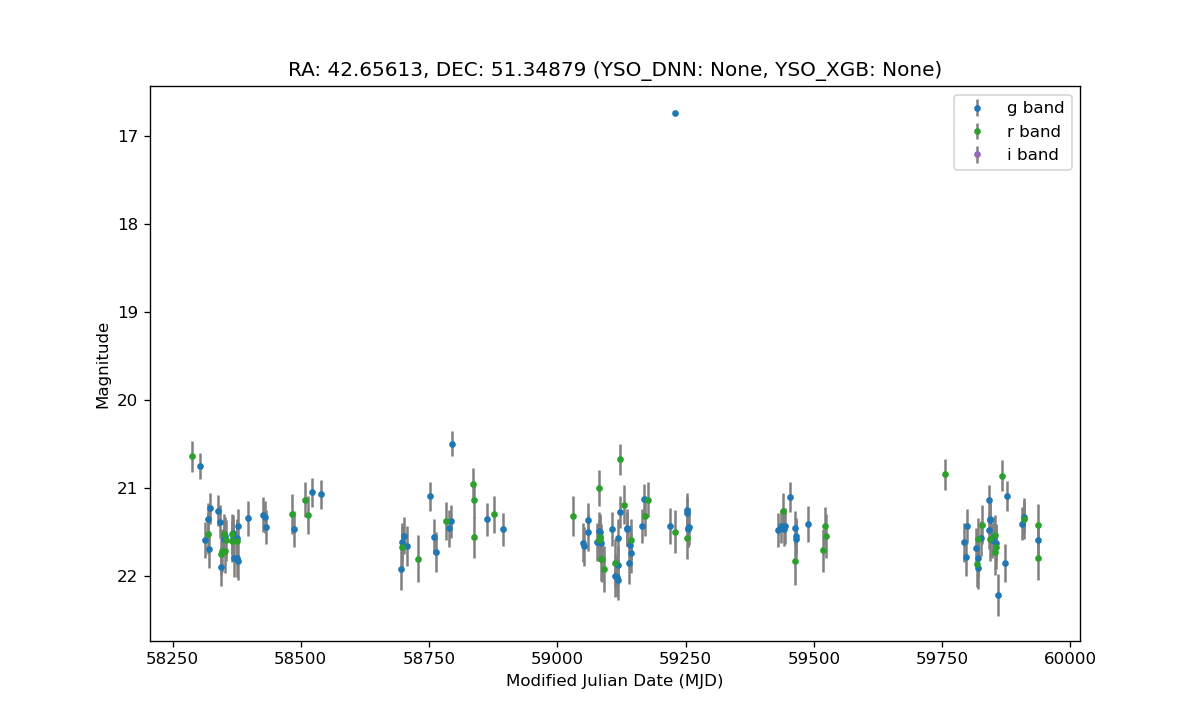 RA: 42.65613, DEC: 51.34879 (YSO_DNN: None, YSO_XGB: None)
g band
r band
i band
17
18
19
20
21
22
Magnitude
58250 58500 58750 59000 59250 59500 59750 60000
Modified Julian Date (MJD)